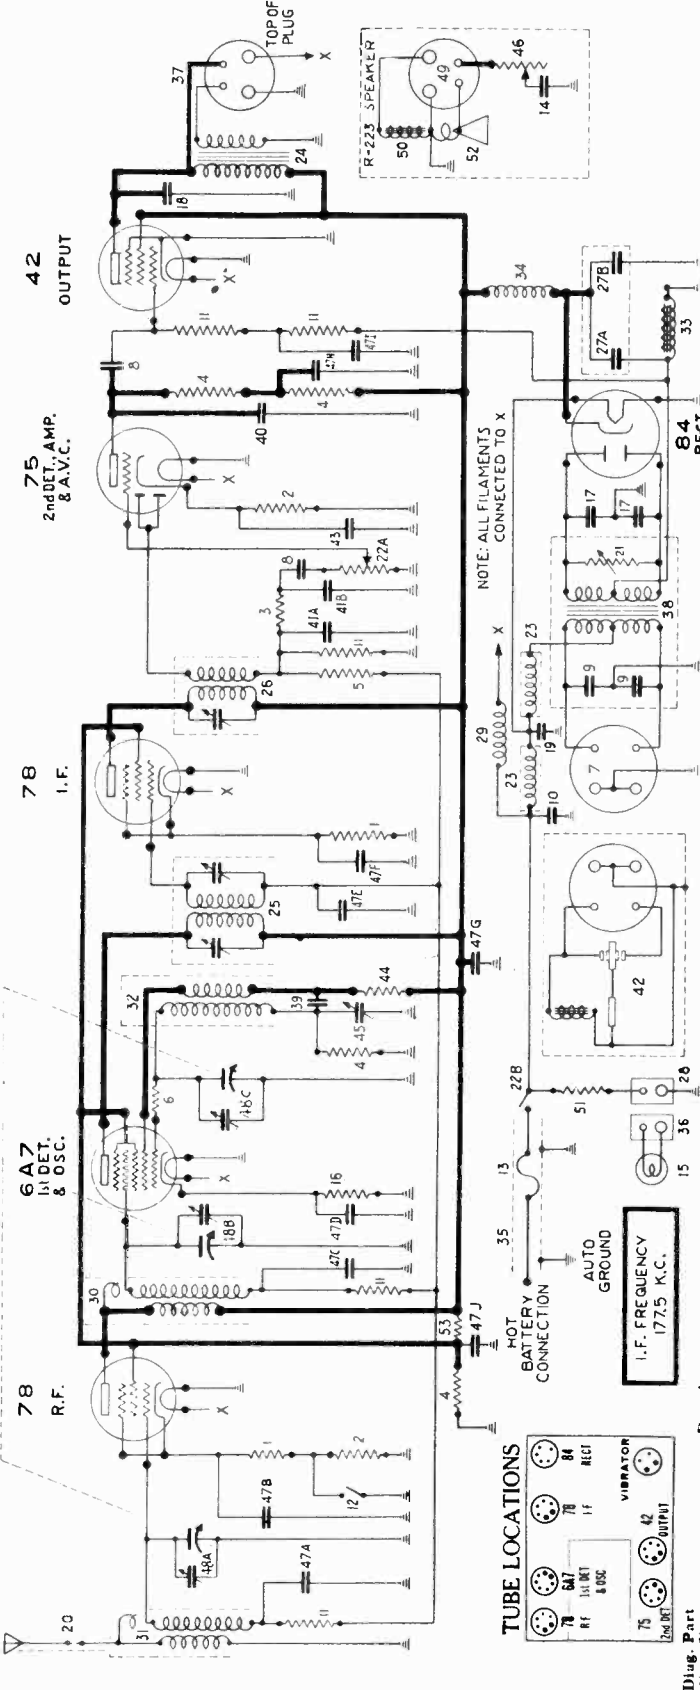 78
R.F.
6A7
1st DET.
& OSC.
78
I.F.
75
2nd DET., AMP.
& A.V.C.
42
OUTPUT
37
TOP OF
PLUG
X
20
31
48A
47A
11
47B
1
12
2
X
30
48B
47C
11
47D
16
X
6
48C
32
39
45
4
44
25
47E
47F
1
X
26
5
11
41A
3
41B
8
22A
43
2
X
40
8
4
47H
4
11
47I
11
X
18
24
R-223 SPEAKER
50
49
52
46
14
4
53
47J
47G
HOT
BATTERY
CONNECTION
35
13
22B
AUTO
GROUND
51
28
36
15
42
10
23
29
19
23
X
NOTE: ALL FILAMENTS
CONNECTED TO X
7
9
9
38
21
17
17
84
RECT
34
27A
27B
33
I.F. FREQUENCY
177.5 K.C.
TUBE LOCATIONS
78
RF
6A7
1st DET
& OSC
78
IF
84
RECT
75
2nd DET
42
OUTPUT
VIBRATOR
Diag. Part